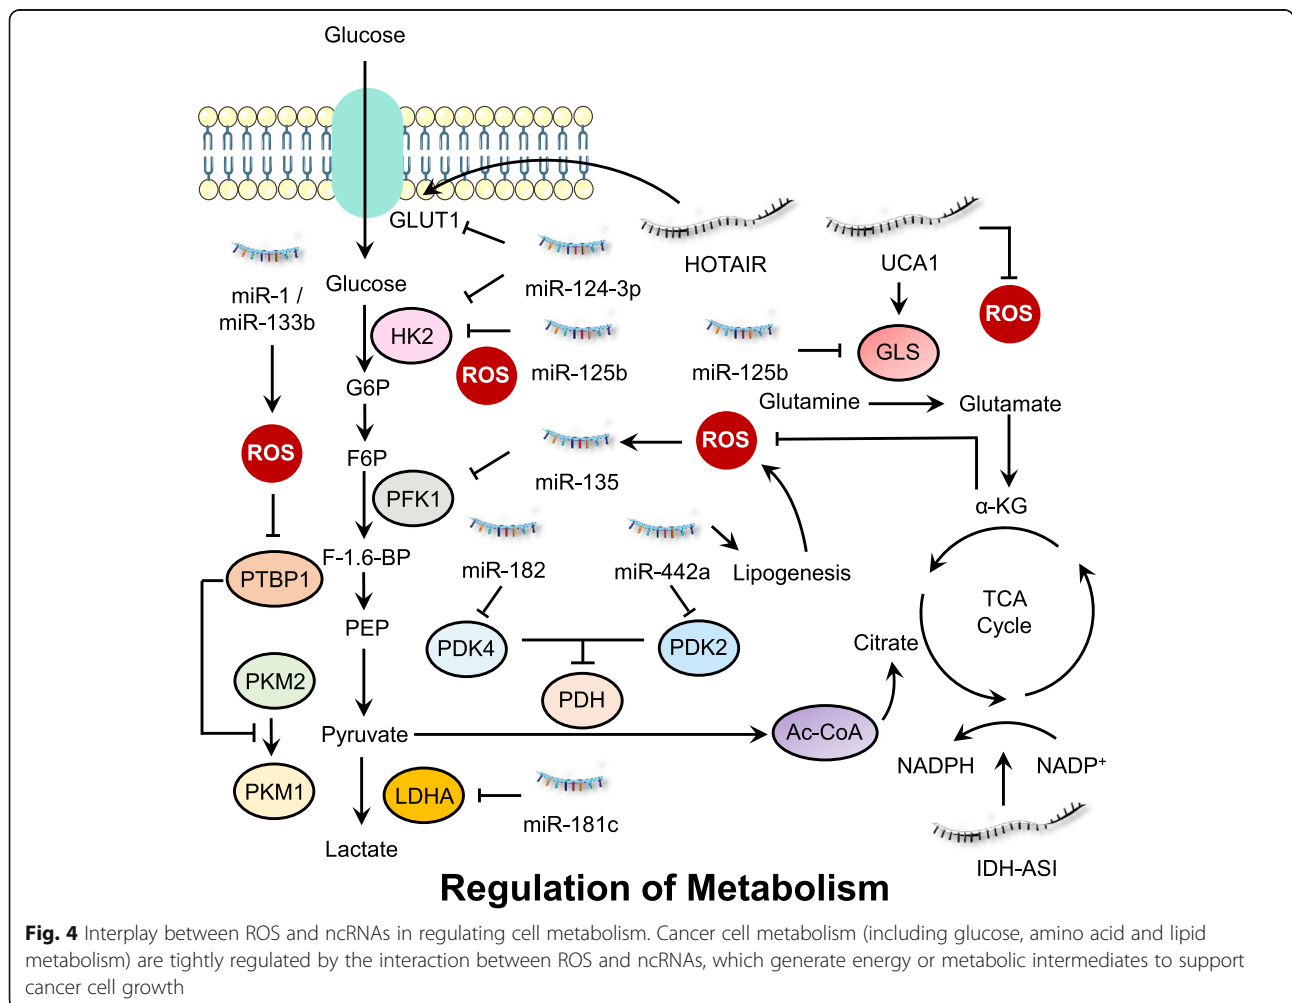 Glucose
GLUT1
HOTAIR
UCA1
miR-1 /
miR-133b
Glucose
miR-124-3p
ROS
HK2
GLS
ROS
miR-125b
miR-125b
G6P
Glutamine
Glutamate
ROS
F6P
ROS
miR-135
PFK1
α-KG
F-1.6-BP
miR-182
miR-442a
Lipogenesis
PTBP1
TCA
Cycle
PEP
PDK4
PDK2
Citrate
PKM2
PDH
Pyruvate
Ac-CoA
NADPH
NADP+
PKM1
LDHA
miR-181c
Lactate
IDH-ASI
Regulation of Metabolism
Fig. 4 Interplay between ROS and ncRNAs in regulating cell metabolism. Cancer cell metabolism (including glucose, amino acid and lipid
metabolism) are tightly regulated by the interaction between ROS and ncRNAs, which generate energy or metabolic intermediates to support
cancer cell growth